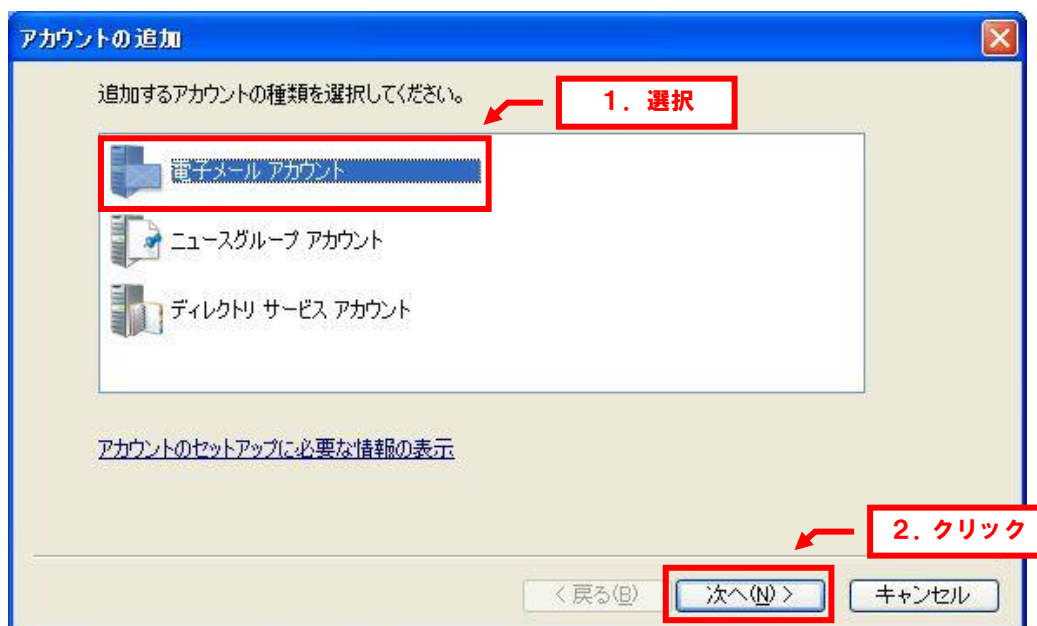 アカウントの追加
追加するアカウントの種類を選択してください。
1. 選択
電子メール アカウント
ニュースグループ アカウント
ディレクトリ サービス アカウント
アカウントのセットアップに必要な情報の表示
2. クリック
< 戻る(B)
次へ(N) >
キャンセル